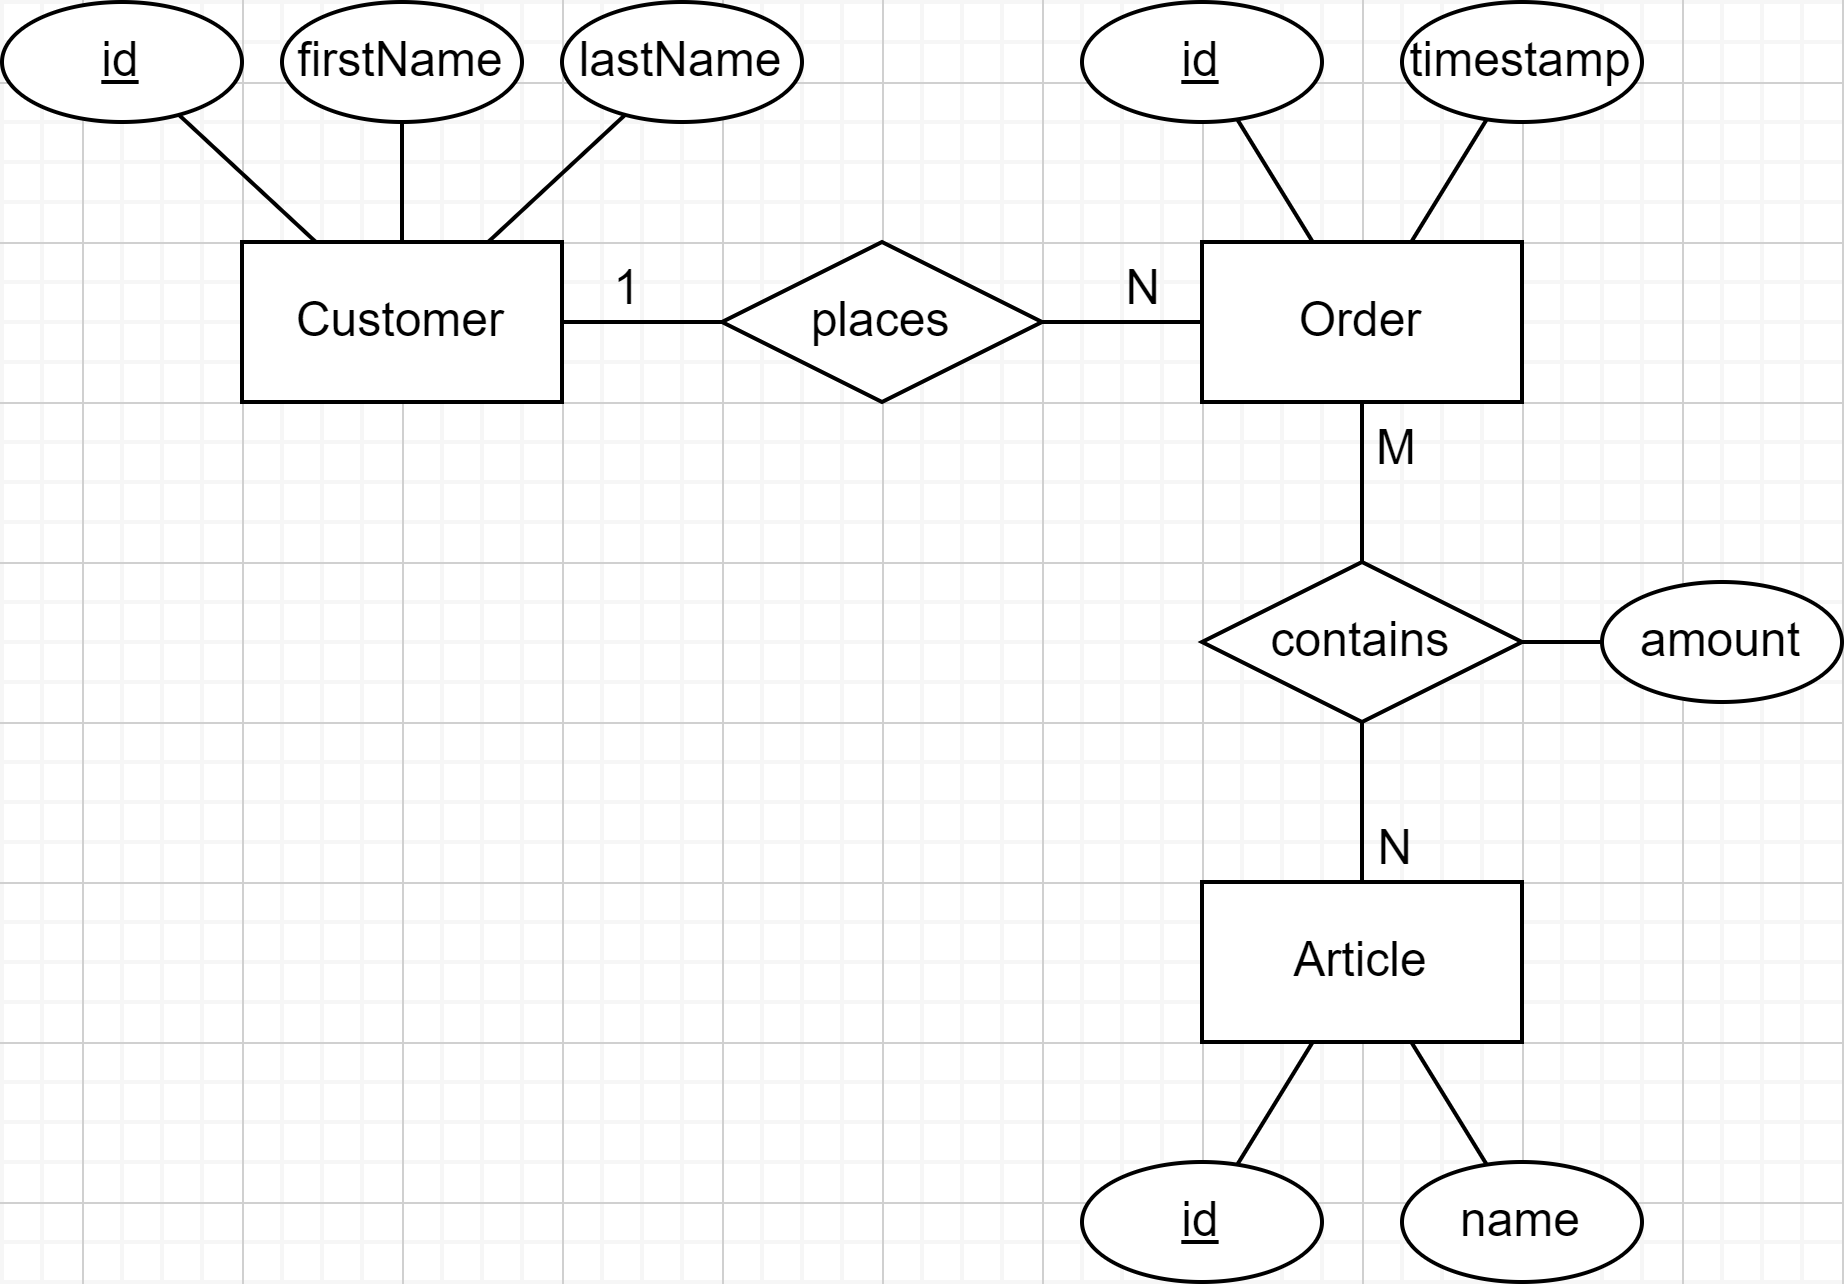 id
firstName
lastName
id
timestamp
Customer
1
places
N
Order
M
contains
amount
N
Article
id
name